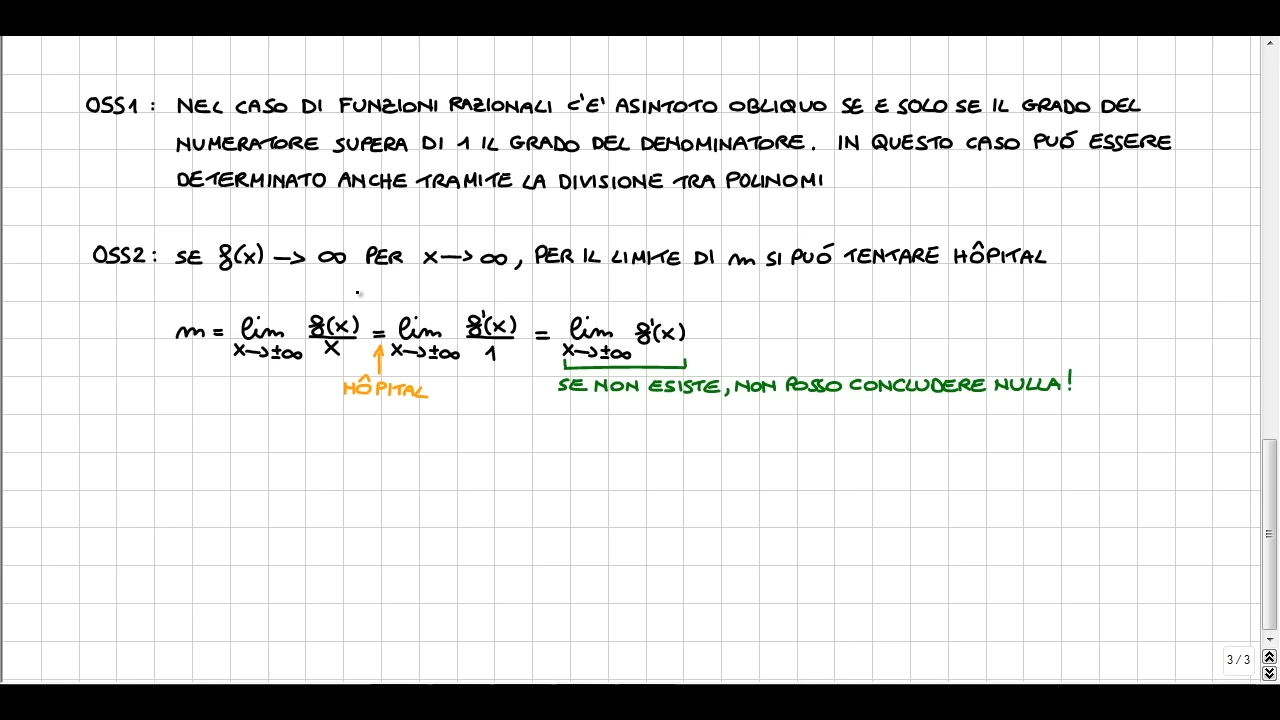 OSS1: NEL CASO DI FUNZIONI RAZIONALI C'E' ASINTOTO OBLIQUO SE E SOLO SE IL GRADO DEL
NUMERATORE SUPERA DI 1 IL GRADO DEL DENOMINATORE. IN QUESTO CASO PUÓ ESSERE
DETERMINATO ANCHE TRAMITE LA DIVISIONE TRA POLINOMI
OSS2: SE f(x) → ∞ PER x → ∞, PER IL LIMITE DI m SI PUÓ TENTARE HÔPITAL
m = lim x→±∞ f(x)/x = lim x→±∞ f'(x)/1 = lim x→±∞ f'(x)
HÔPITAL
SE NON ESISTE, NON POSSO CONCLUDERE NULLA!
3/3